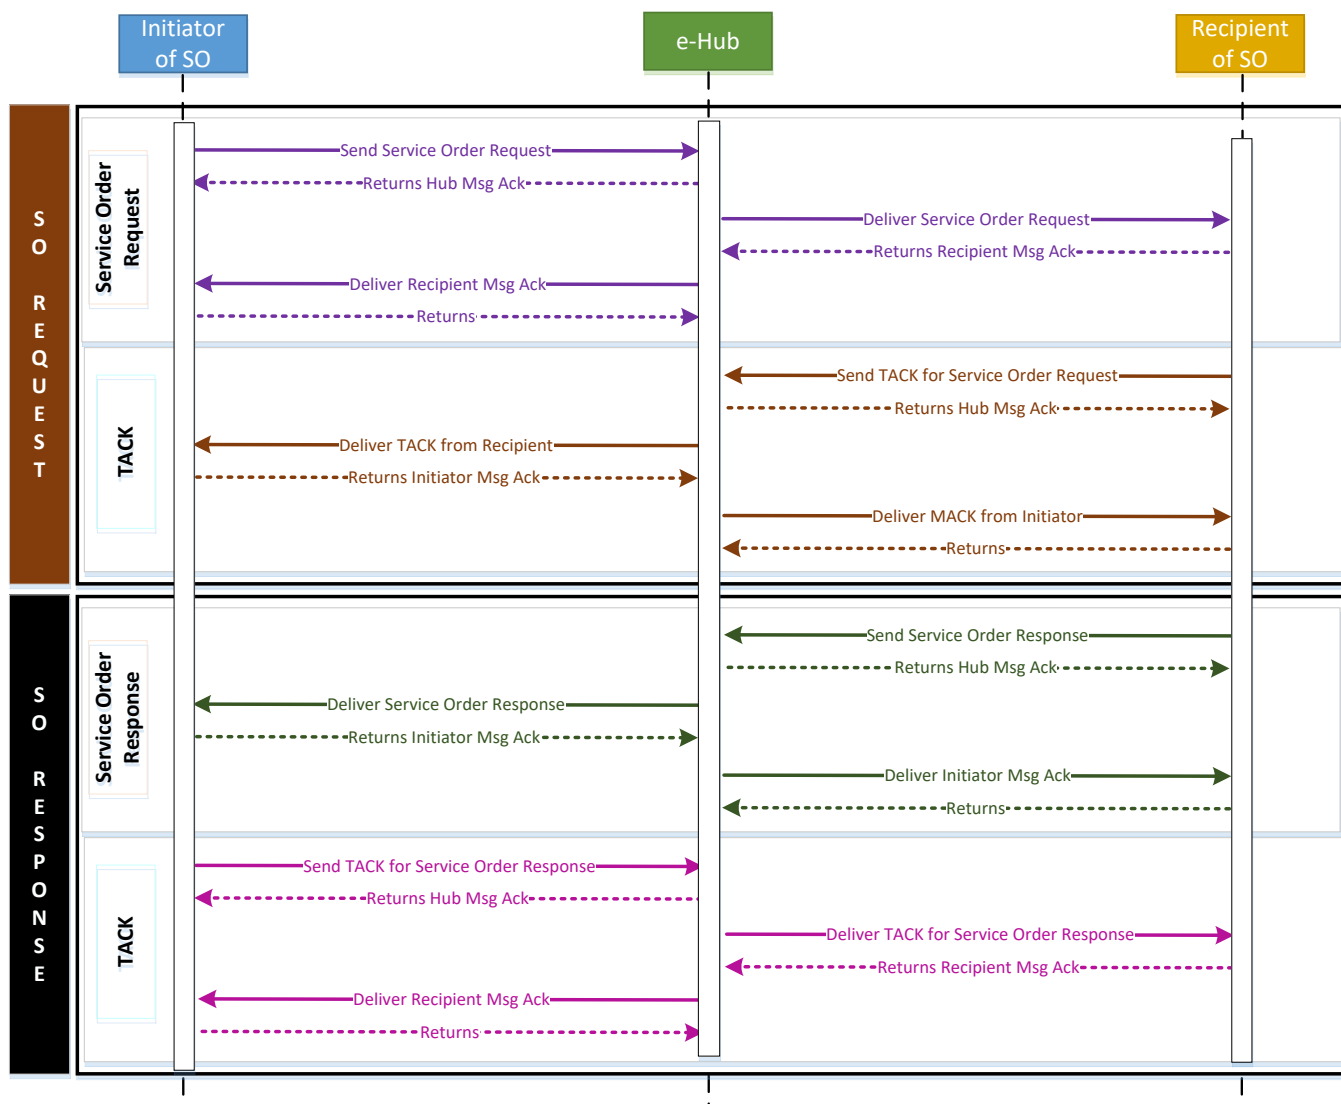 Initiator
of SO
e-Hub
Recipient
of SO
SO REQUEST
Service Order
Request
Send Service Order Request
Returns Hub Msg Ack
Deliver Service Order Request
Returns Recipient Msg Ack
Deliver Recipient Msg Ack
Returns
TACK
Send TACK for Service Order Request
Returns Hub Msg Ack
Deliver TACK from Recipient
Returns Initiator Msg Ack
Deliver MACK from Initiator
Returns
SO RESPONSE
Service Order
Response
Send Service Order Response
Returns Hub Msg Ack
Deliver Service Order Response
Returns Initiator Msg Ack
Deliver Initiator Msg Ack
Returns
TACK
Send TACK for Service Order Response
Returns Hub Msg Ack
Deliver TACK for Service Order Response
Returns Recipient Msg Ack
Deliver Recipient Msg Ack
Returns